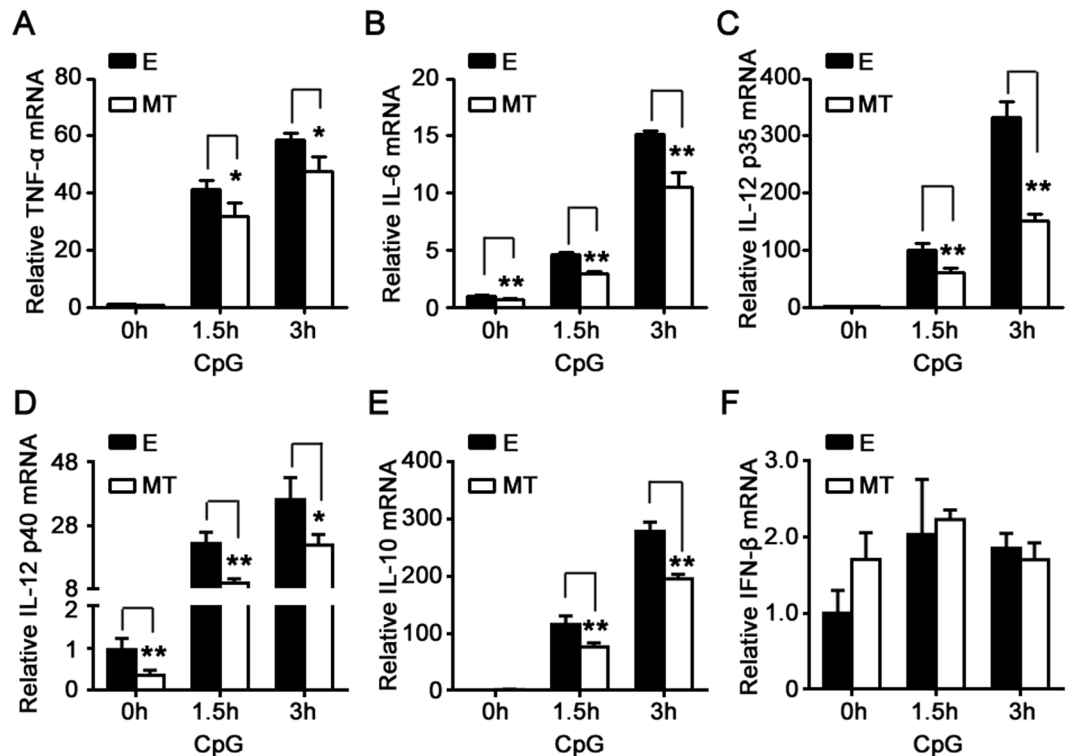 A
E
MT
Relative TNF-α mRNA
80
60
40
20
0
*
*
0h 1.5h 3h
CpG
B
E
MT
Relative IL-6 mRNA
20
15
10
5
0
**
**
**
0h 1.5h 3h
CpG
C
E
MT
Relative IL-12 p35 mRNA
400
300
200
100
0
**
**
0h 1.5h 3h
CpG
D
E
MT
Relative IL-12 p40 mRNA
48
28
8
2
1
0
**
**
*
0h 1.5h 3h
CpG
E
E
MT
Relative IL-10 mRNA
400
300
200
100
0
**
**
0h 1.5h 3h
CpG
F
E
MT
Relative IFN-β mRNA
3.0
2.0
1.0
0
0h 1.5h 3h
CpG